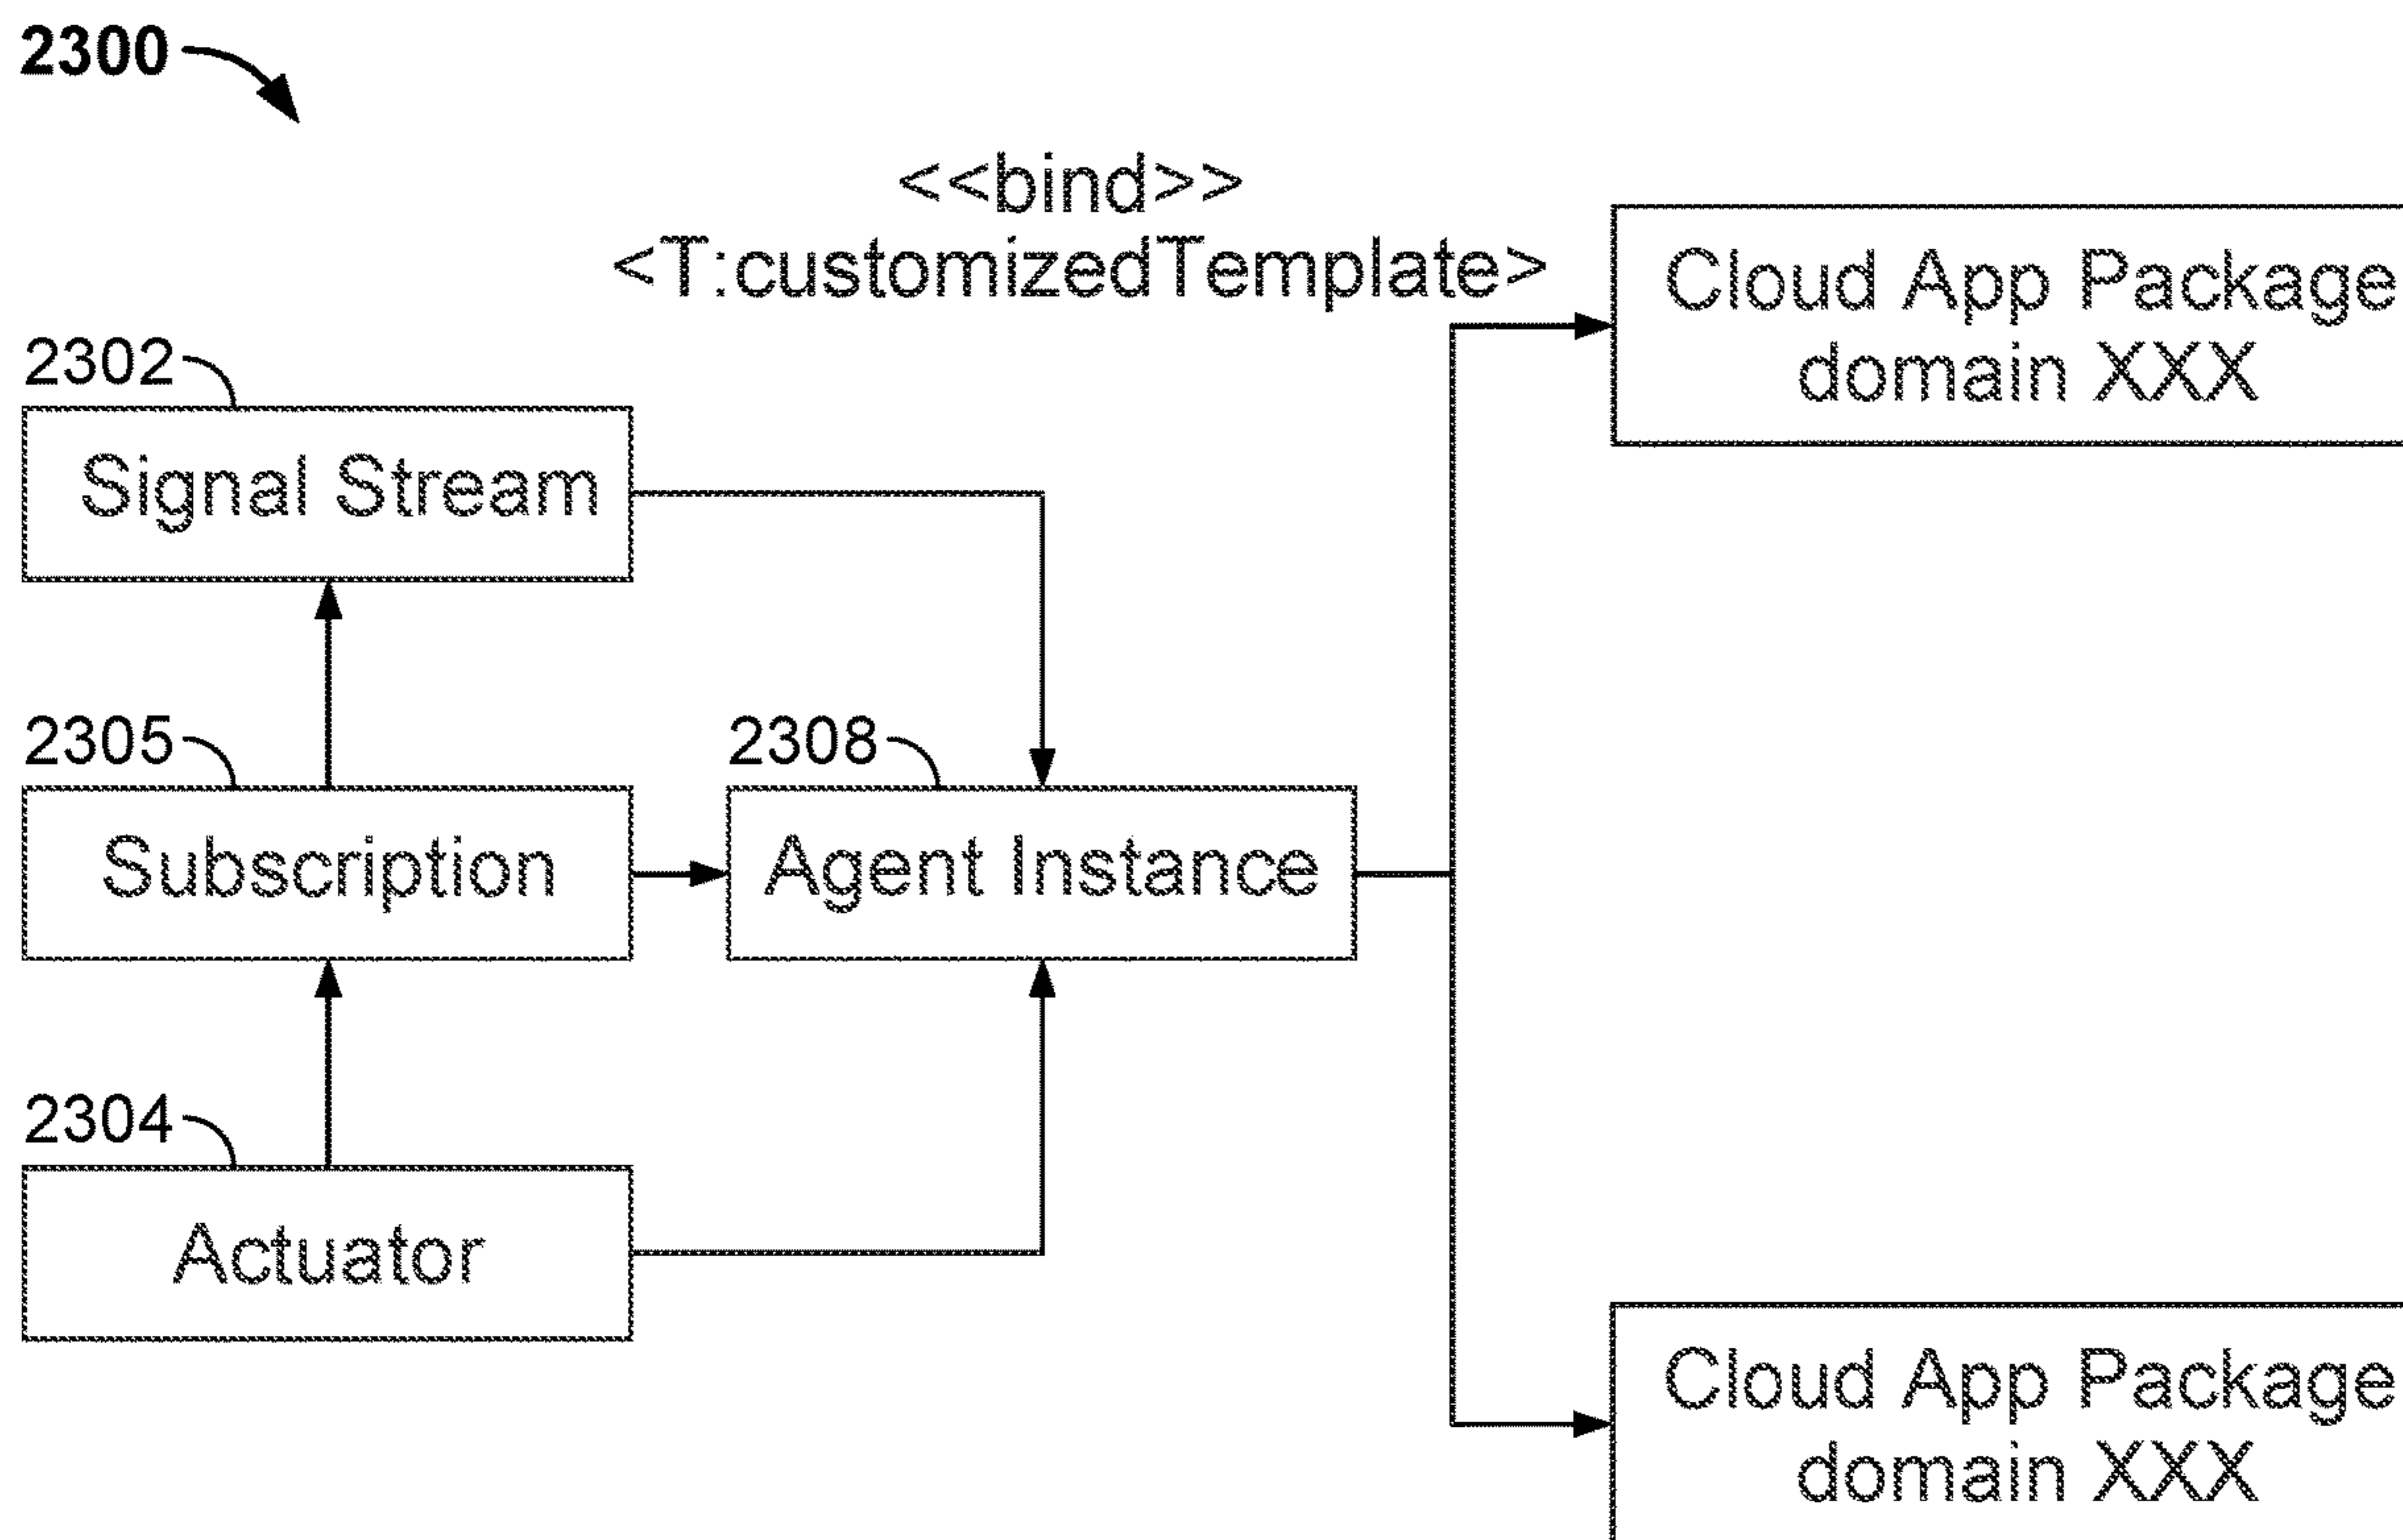 2300
<<bind>>
<T:customizedTemplate>
Cloud App Package
domain XXX
2302
Signal Stream
2305
Subscription
2308
Agent Instance
2304
Actuator
Cloud App Package
domain XXX